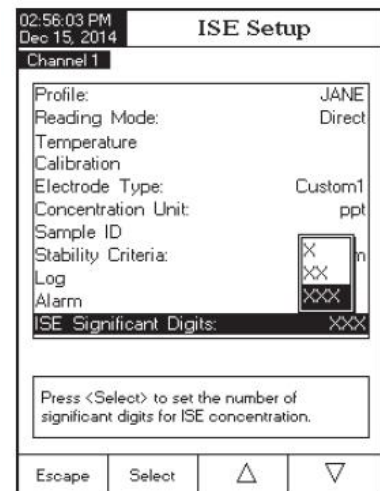 02:56:03 PM
Dec 15, 2014
ISE Setup
Channel 1
Profile: JANE
Reading Mode: Direct
Temperature
Calibration
Electrode Type: Custom1
Concentration Unit: ppt
Sample ID
Stability Criteria:
Log
Alarm
X
XX
XXX
ISE Significant Digits: XXX
Press <Select> to set the number of
significant digits for ISE concentration.
Escape Select △ ▽